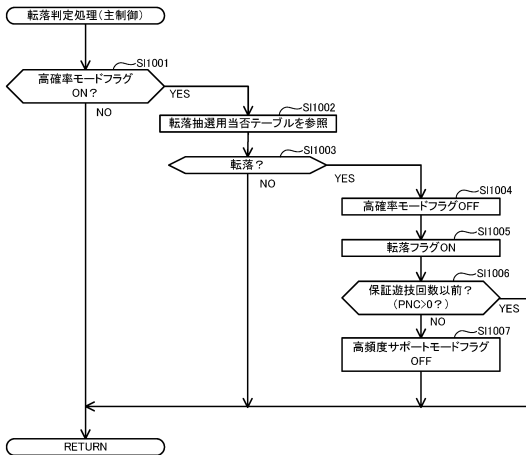 転落判定処理(主制御)
SI1001
高確率モードフラグ
ON?
YES
NO
SI1002
転落抽選用当否テーブルを参照
SI1003
転落?
YES
NO
SI1004
高確率モードフラグOFF
SI1005
転落フラグON
SI1006
保証遊技回数以前?
(PNC>0?)
YES
NO
SI1007
高頻度サポートモードフラグ
OFF
RETURN